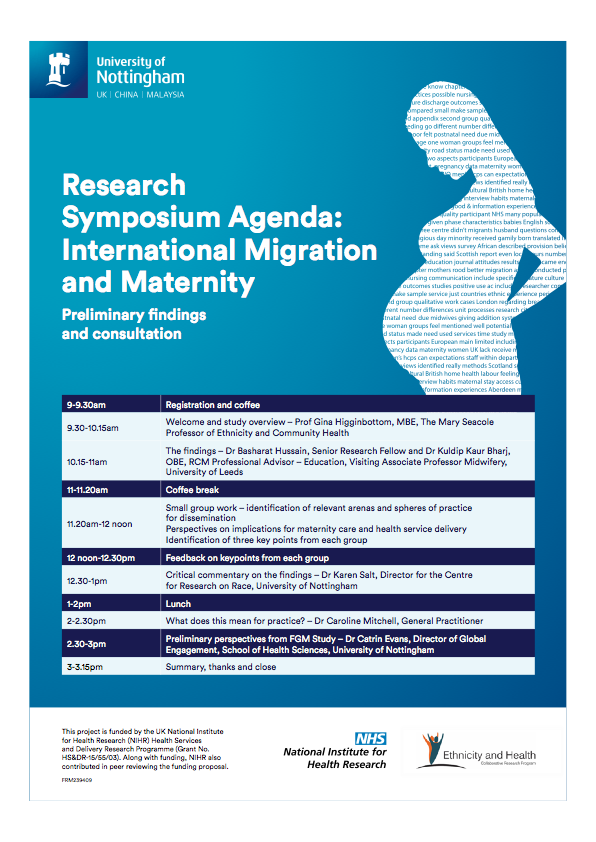 University of
Nottingham
UK | CHINA | MALAYSIA
Research
Symposium Agenda:
International Migration
and Maternity
Preliminary findings
and consultation
9-9.30am Registration and coffee
9.30-10.15am Welcome and study overview – Prof Gina Higginbottom, MBE, The Mary Seacole
Professor of Ethnicity and Community Health
10.15-11am The findings – Dr Basharat Hussain, Senior Research Fellow and Dr Kuldip Kaur Bharj,
OBE, RCM Professional Advisor – Education, Visiting Associate Professor Midwifery,
University of Leeds
11-11.20am Coffee break
11.20am-12 noon Small group work – identification of relevant arenas and spheres of practice
for dissemination
Perspectives on implications for maternity care and health service delivery
Identification of three key points from each group
12 noon-12.30pm Feedback on keypoints from each group
12.30-1pm Critical commentary on the findings – Dr Karen Salt, Director for the Centre
for Research on Race, University of Nottingham
1-2pm Lunch
2-2.30pm What does this mean for practice? – Dr Caroline Mitchell, General Practitioner
2.30-3pm Preliminary perspectives from FGM Study – Dr Catrin Evans, Director of Global
Engagement, School of Health Sciences, University of Nottingham
3-3.15pm Summary, thanks and close
This project is funded by the UK National Institute
for Health Research (NIHR) Health Services
and Delivery Research Programme (Grant No.
HS&DR-15/55/03). Along with funding, NIHR also
contributed in peer reviewing the funding proposal.
FRM239409
NHS
National Institute for
Health Research
Ethnicity and Health
Collaborative Research Program